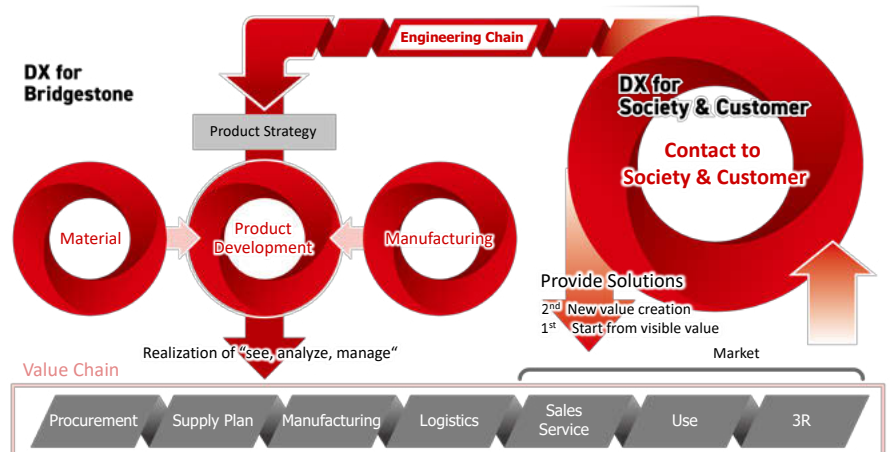 Engineering Chain
DX for
Bridgestone
DX for
Society & Customer
Product Strategy
Contact to
Society & Customer
Material
Product
Development
Manufacturing
Provide Solutions
2nd New value creation
1st Start from visible value
Realization of “see, analyze, manage“
Market
Value Chain
Procurement
Supply Plan
Manufacturing
Logistics
Sales
Service
Use
3R